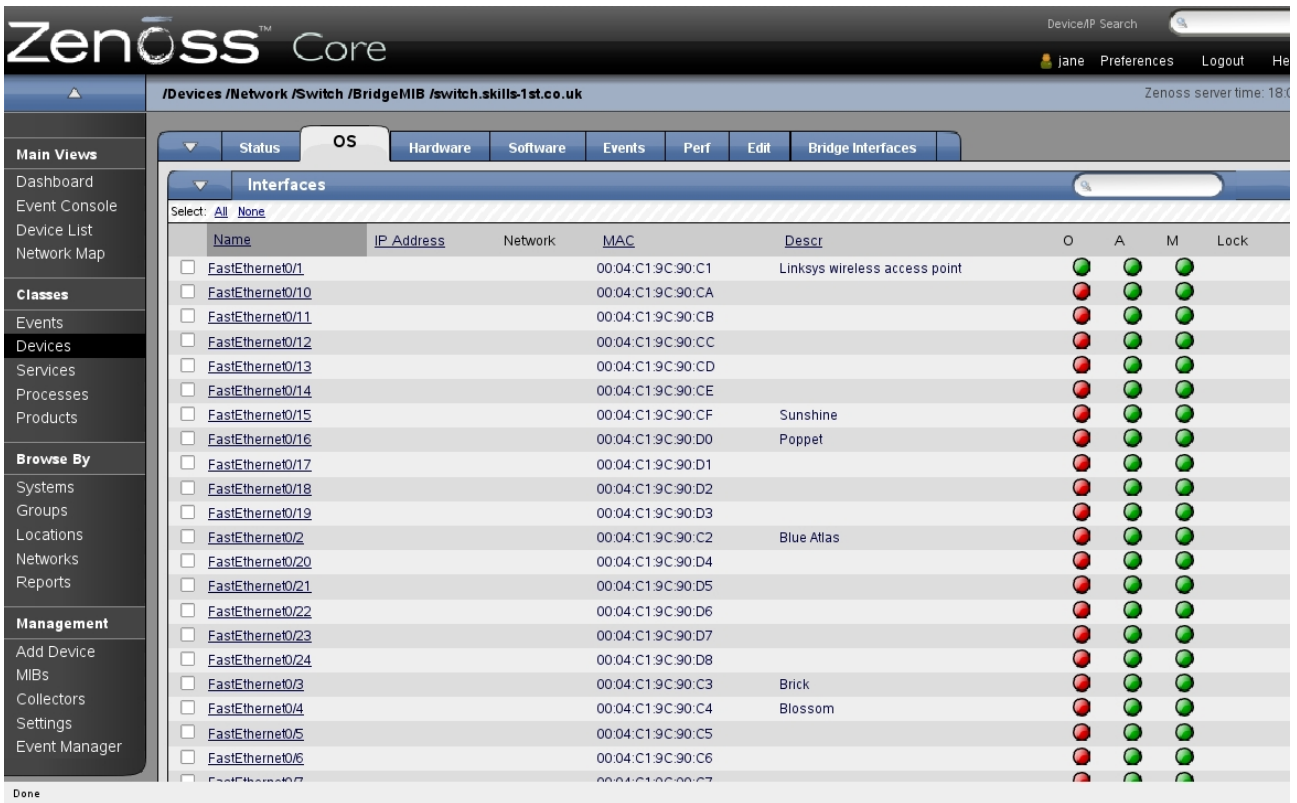 Zenoss™ Core
Device/IP Search
jane Preferences Logout He
/Devices /Network /Switch /BridgeMIB /switch.skills-1st.co.uk
Zenoss server time: 18:0
Main Views
Dashboard
Event Console
Device List
Network Map
Classes
Events
Devices
Services
Processes
Products
Browse By
Systems
Groups
Locations
Networks
Reports
Management
Add Device
MIBs
Collectors
Settings
Event Manager
Status OS Hardware Software Events Perf Edit Bridge Interfaces
Interfaces
Select: All None
Name IP Address Network MAC Descr O A M Lock
FastEthernet0/1 00:04:C1:9C:90:C1 Linksys wireless access point
FastEthernet0/10 00:04:C1:9C:90:CA
FastEthernet0/11 00:04:C1:9C:90:CB
FastEthernet0/12 00:04:C1:9C:90:CC
FastEthernet0/13 00:04:C1:9C:90:CD
FastEthernet0/14 00:04:C1:9C:90:CE
FastEthernet0/15 00:04:C1:9C:90:CF Sunshine
FastEthernet0/16 00:04:C1:9C:90:D0 Poppet
FastEthernet0/17 00:04:C1:9C:90:D1
FastEthernet0/18 00:04:C1:9C:90:D2
FastEthernet0/19 00:04:C1:9C:90:D3
FastEthernet0/2 00:04:C1:9C:90:C2 Blue Atlas
FastEthernet0/20 00:04:C1:9C:90:D4
FastEthernet0/21 00:04:C1:9C:90:D5
FastEthernet0/22 00:04:C1:9C:90:D6
FastEthernet0/23 00:04:C1:9C:90:D7
FastEthernet0/24 00:04:C1:9C:90:D8
FastEthernet0/3 00:04:C1:9C:90:C3 Brick
FastEthernet0/4 00:04:C1:9C:90:C4 Blossom
FastEthernet0/5 00:04:C1:9C:90:C5
FastEthernet0/6 00:04:C1:9C:90:C6
FastEthernet0/7 00:04:C1:9C:90:C7
Done